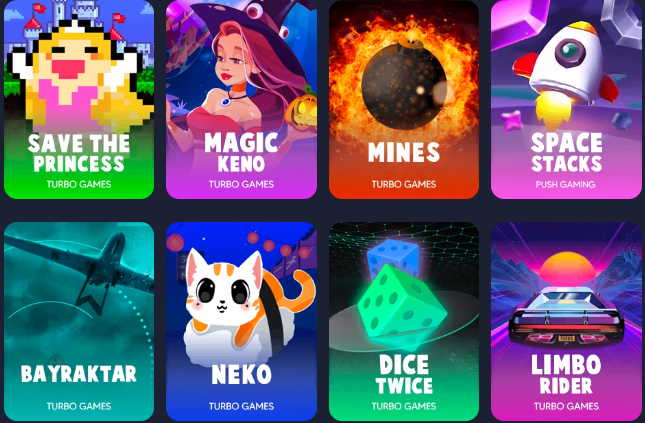 SAVE THE
PRINCESS
TURBO GAMES
MAGIC
KENO
TURBO GAMES
MINES
TURBO GAMES
SPACE
STACKS
PUSH GAMING
BAYRAKTAR
TURBO GAMES
NEKO
TURBO GAMES
DICE
TWICE
TURBO GAMES
TURBO
LIMBO
RIDER
TURBO GAMES